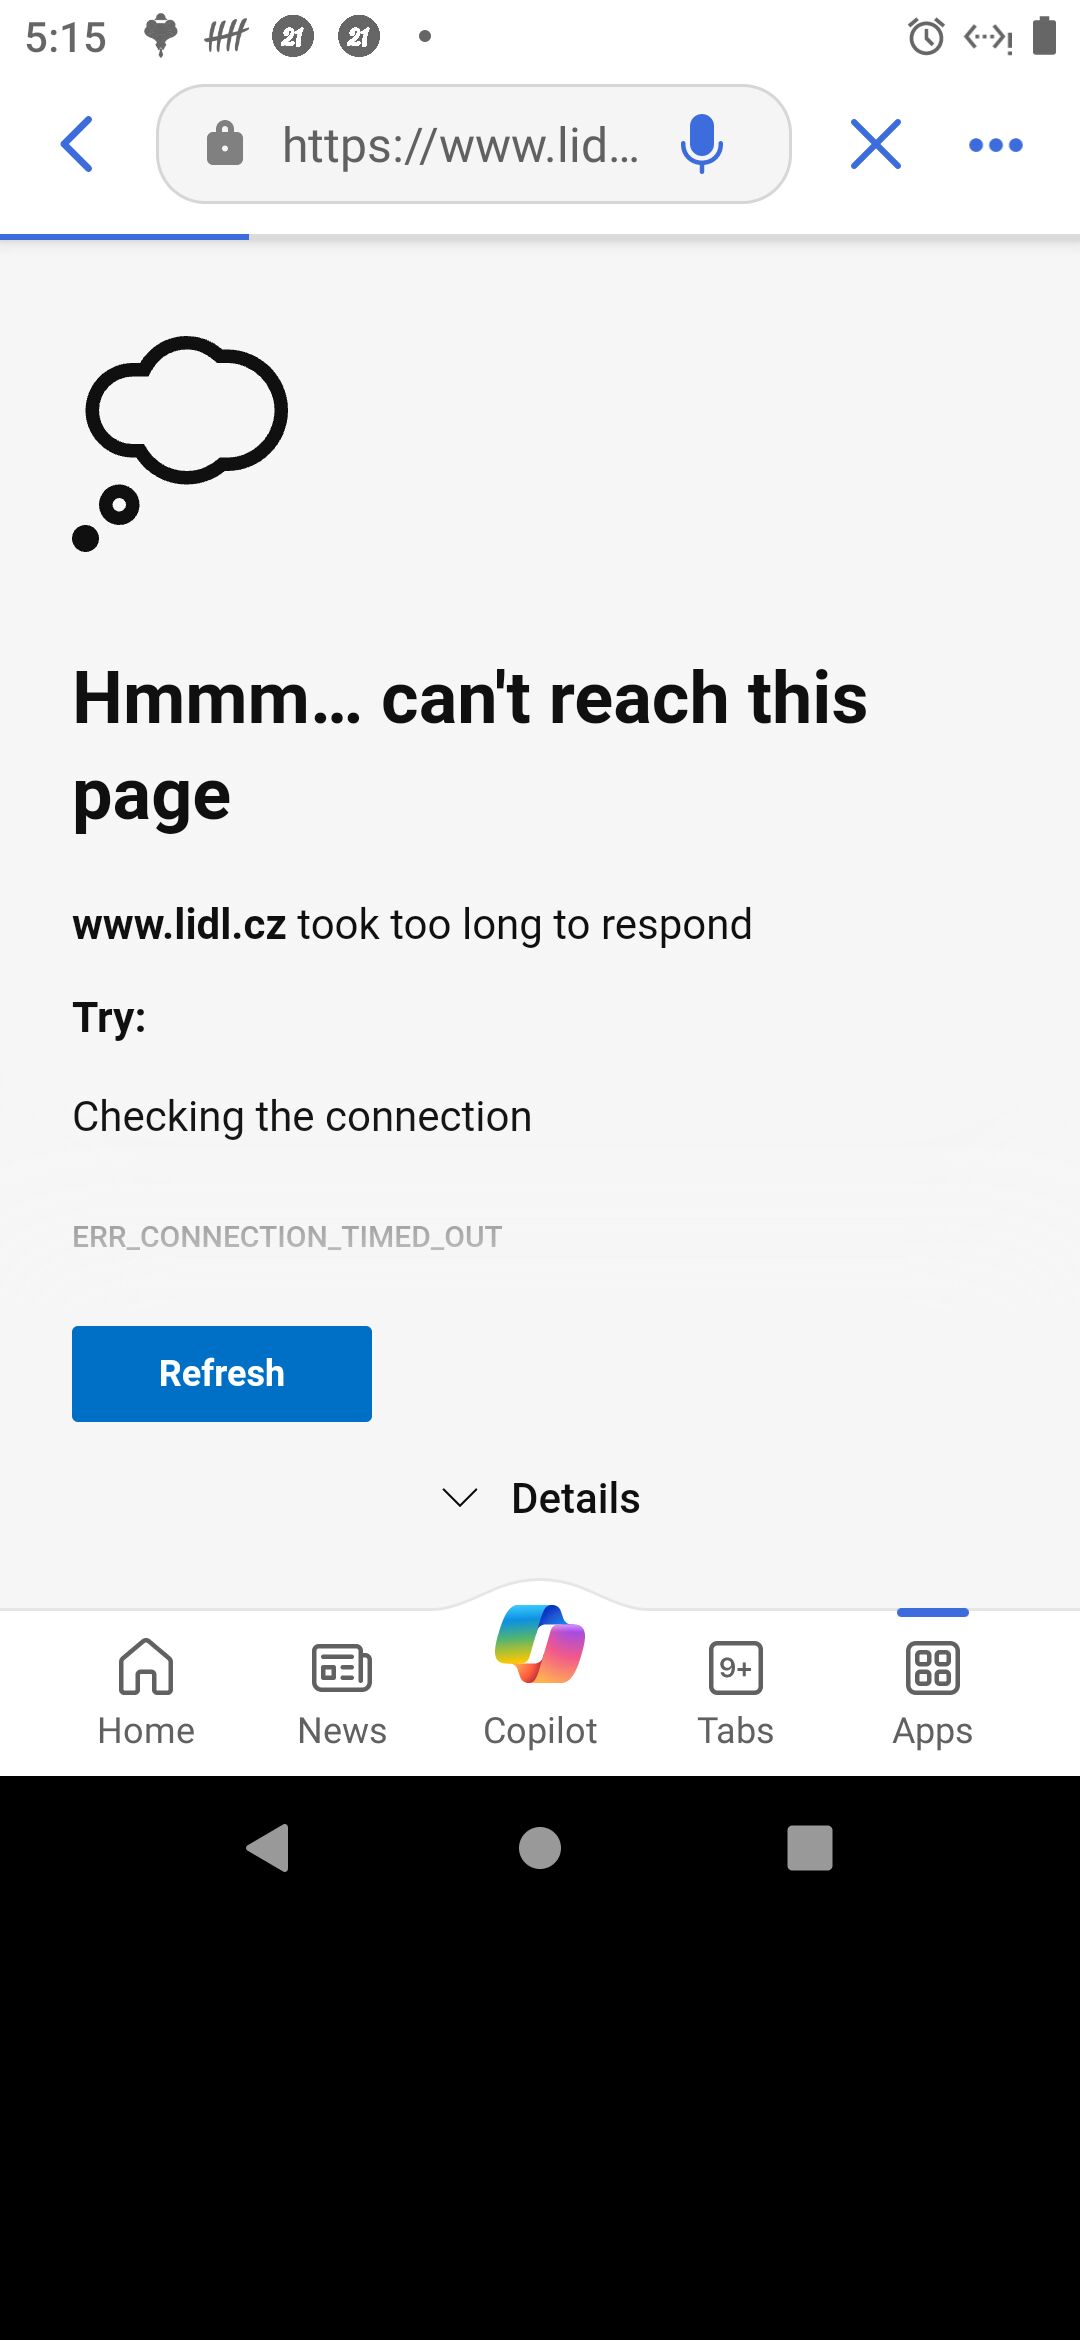 5:15
21 21
https://www.lid...
Hmmm... can't reach this
page
www.lidl.cz took too long to respond
Try:
Checking the connection
ERR_CONNECTION_TIMED_OUT
Refresh
Details
9+
Home News Copilot Tabs Apps